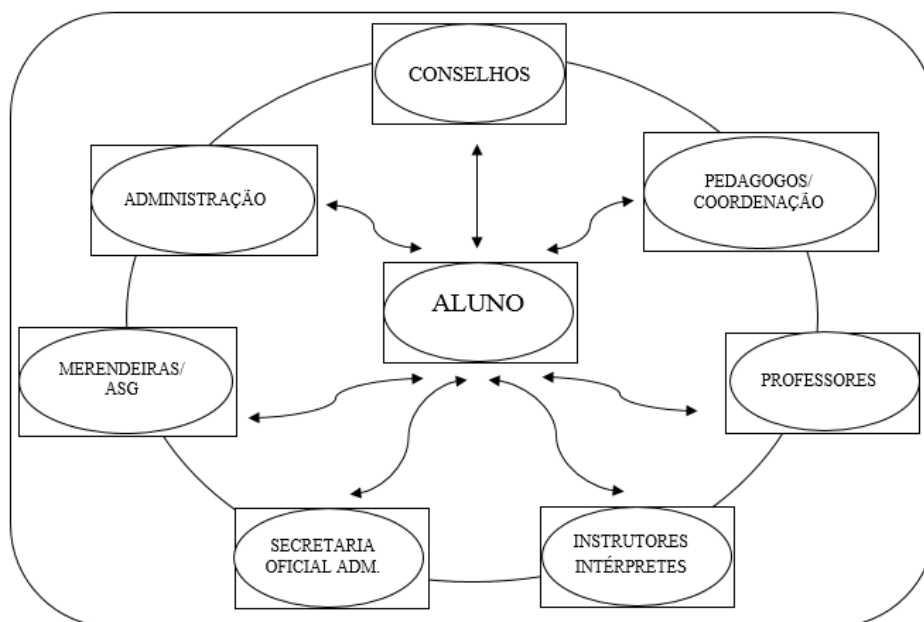 CONSELHOS
ADMINISTRAÇÃO
PEDAGOGOS/
COORDENAÇÃO
ALUNO
MERENDEIRAS/
ASG
PROFESSORES
SECRETARIA
OFICIAL ADM.
INSTRUTORES
INTÉRPRETES